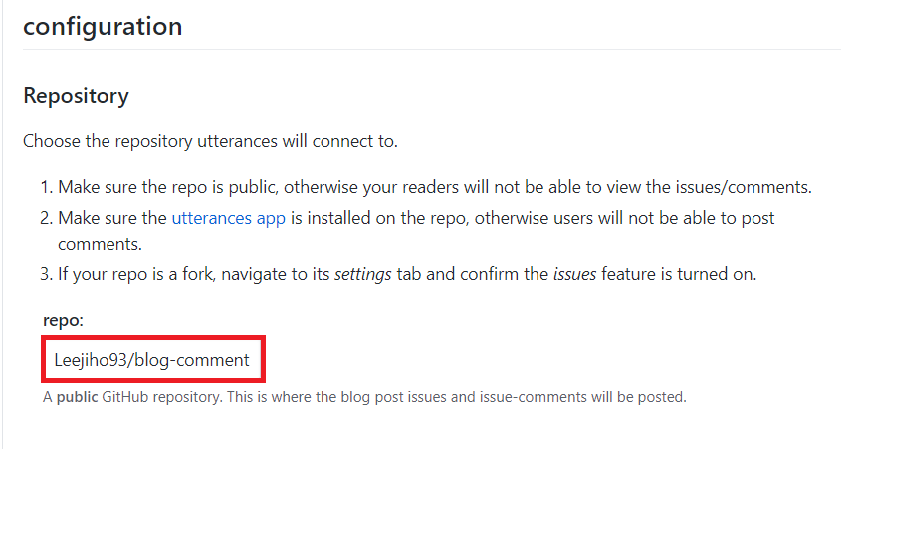 configuration
Repository
Choose the repository utterances will connect to.
1. Make sure the repo is public, otherwise your readers will not be able to view the issues/comments.
2. Make sure the utterances app is installed on the repo, otherwise users will not be able to post
comments.
3. If your repo is a fork, navigate to its settings tab and confirm the issues feature is turned on.
repo:
Leejiho93/blog-comment
A public GitHub repository. This is where the blog post issues and issue-comments will be posted.